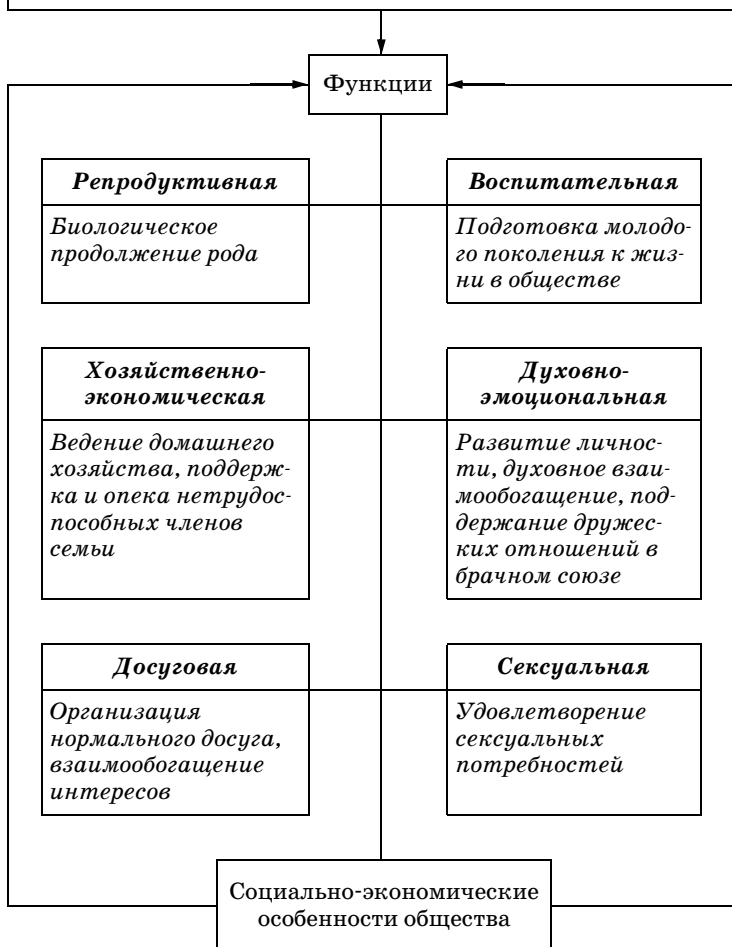 Функции
Репродуктивная
Биологическое
продолжение рода
Воспитательная
Подготовка молодо-
го поколения к жиз-
ни в обществе
Хозяйственно-
экономическая
Ведение домашнего
хозяйства, поддерж-
ка и опека нетрудос-
пособных членов
семьи
Духовно-
эмоциональная
Развитие личнос-
ти, духовное взаи-
мообогащение, под-
держание дружес-
ких отношений в
брачном союзе
Досуговая
Организация
нормального досуга,
взаимообогащение
интересов
Сексуальная
Удовлетворение
сексуальных
потребностей
Социально-экономические
особенности общества